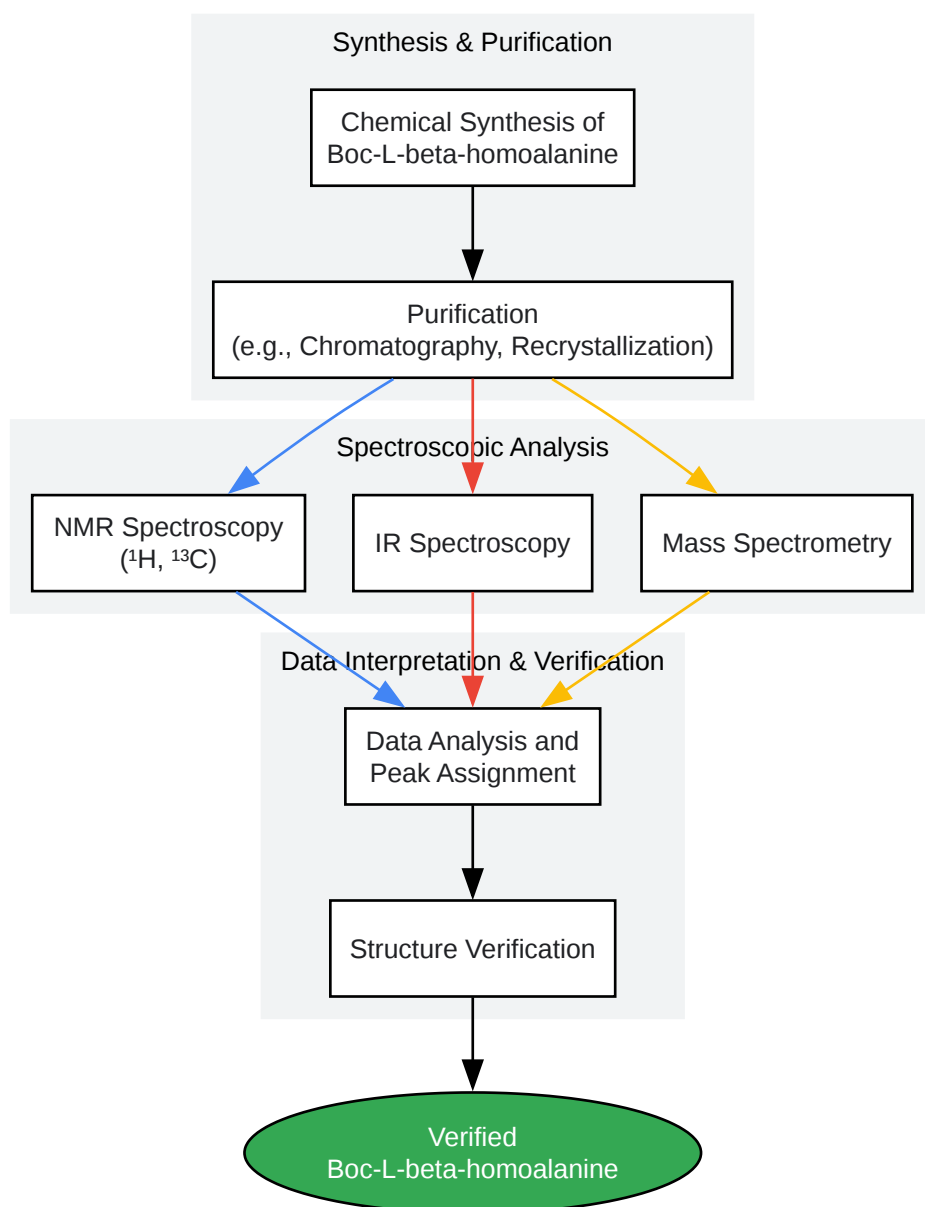 Synthesis & Purification
Chemical Synthesis of
Boc-L-beta-homoalanine
Purification
(e.g., Chromatography, Recrystallization)
Spectroscopic Analysis
NMR Spectroscopy
(¹H, ¹³C)
IR Spectroscopy
Mass Spectrometry
Data Interpretation & Verification
Data Analysis and
Peak Assignment
Structure Verification
Verified
Boc-L-beta-homoalanine